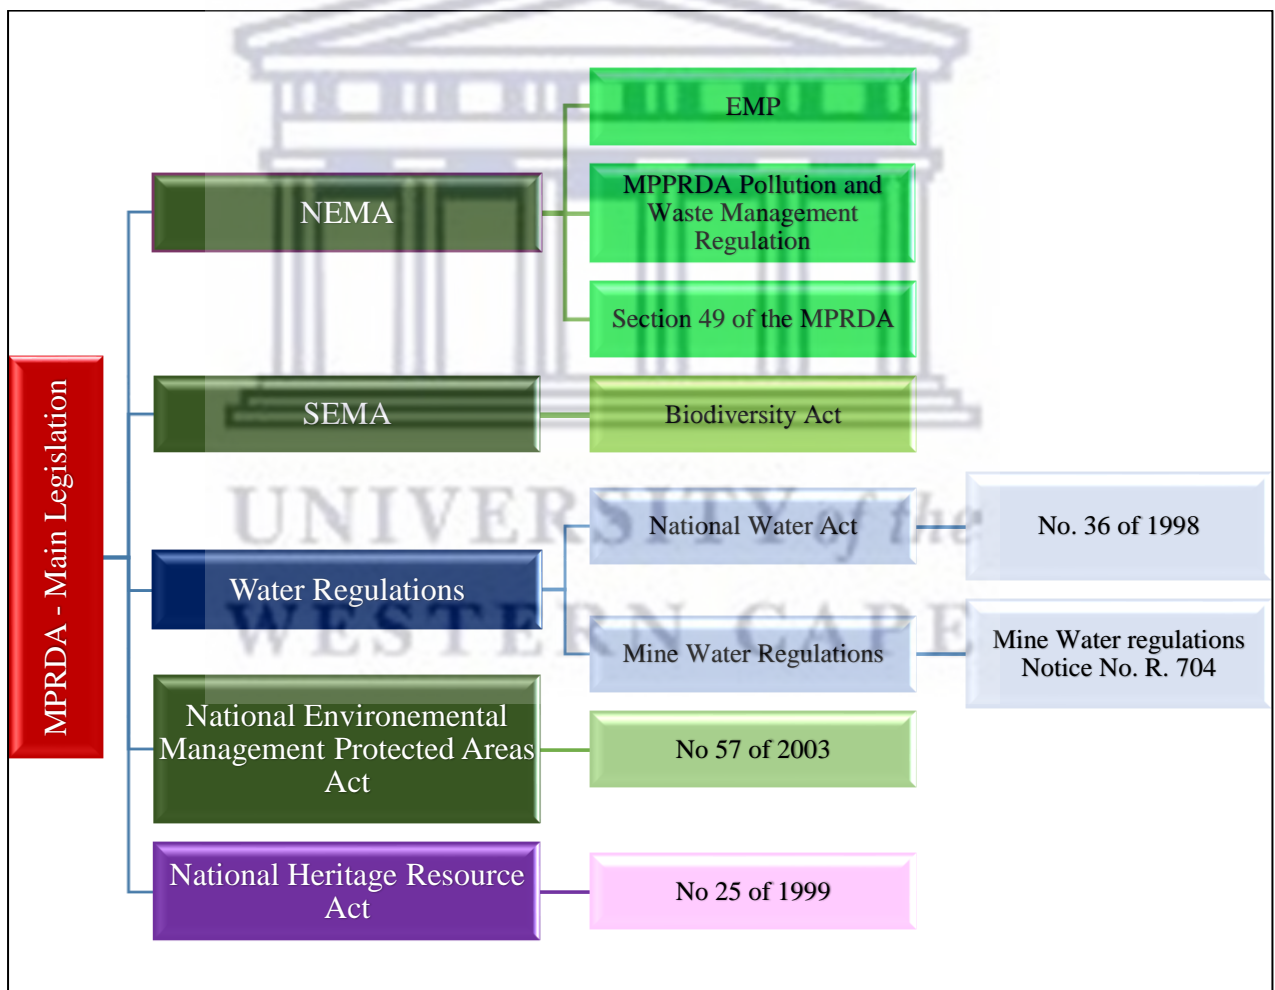 MPRDA - Main Legislation
NEMA
EMP
MPPRDA Pollution and
Waste Management
Regulation
Section 49 of the MPRDA
SEMA
Biodiversity Act
Water Regulations
National Water Act
No. 36 of 1998
Mine Water Regulations
Mine Water regulations
Notice No. R. 704
National Environemental
Management Protected Areas
Act
No 57 of 2003
National Heritage Resource
Act
No 25 of 1999
UNIVERSITY of the
WESTERN CAPE